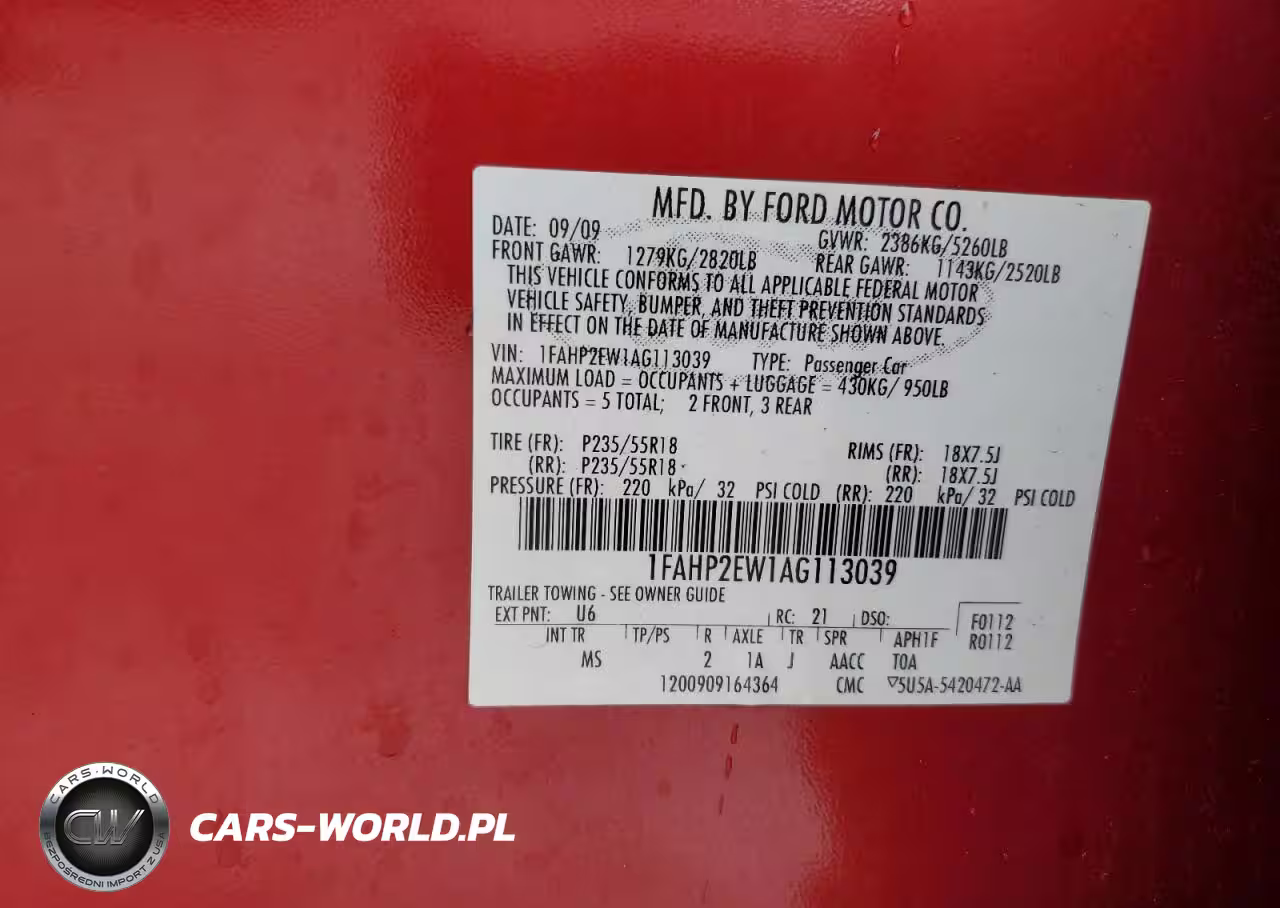 MFD. BY FORD MOTOR CO.
DATE: 09/09 GVWR: 2386KG/5260LB
FRONT GAWR: 1279KG/2820LB REAR GAWR: 1143KG/2520LB
THIS VEHICLE CONFORMS TO ALL APPLICABLE FEDERAL MOTOR
VEHICLE SAFETY, BUMPER, AND THEFT PREVENTION STANDARDS
IN EFFECT ON THE DATE OF MANUFACTURE SHOWN ABOVE.
VIN: 1FAHP2EW1AG113039 TYPE: Passenger Car
MAXIMUM LOAD = OCCUPANTS + LUGGAGE = 430KG/ 950LB
OCCUPANTS = 5 TOTAL; 2 FRONT, 3 REAR
TIRE (FR): P235/55R18 RIMS (FR): 18X7.5J
(RR): P235/55R18 (RR): 18X7.5J
PRESSURE (FR): 220 kPa/ 32 PSI COLD (RR): 220 kPa/ 32 PSI COLD
1FAHP2EW1AG113039
TRAILER TOWING - SEE OWNER GUIDE
EXT PNT: U6 RC: 21 DSO: F0112
INT TR TP/PS R AXLE TR SPR APH1F R0112
MS 2 1A J AACC TOA
1200909164364 CMC ▽5U5A-5420472-AA
CARS-WORLD
CW
BEZPOŚREDNI IMPORT Z USA
CARS-WORLD.PL